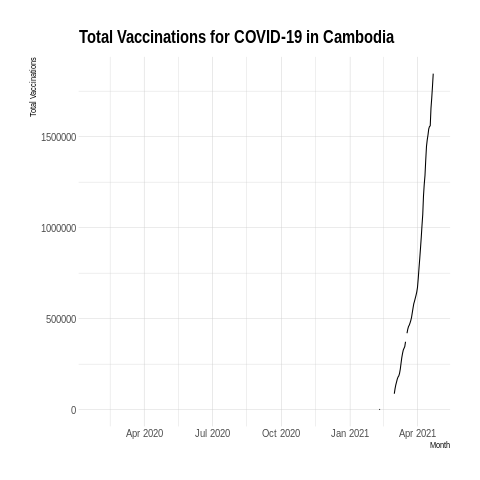 Total Vaccinations for COVID-19 in Cambodia
Total Vaccinations
1500000
1000000
500000
0
Apr 2020 Jul 2020 Oct 2020 Jan 2021 Apr 2021
Month